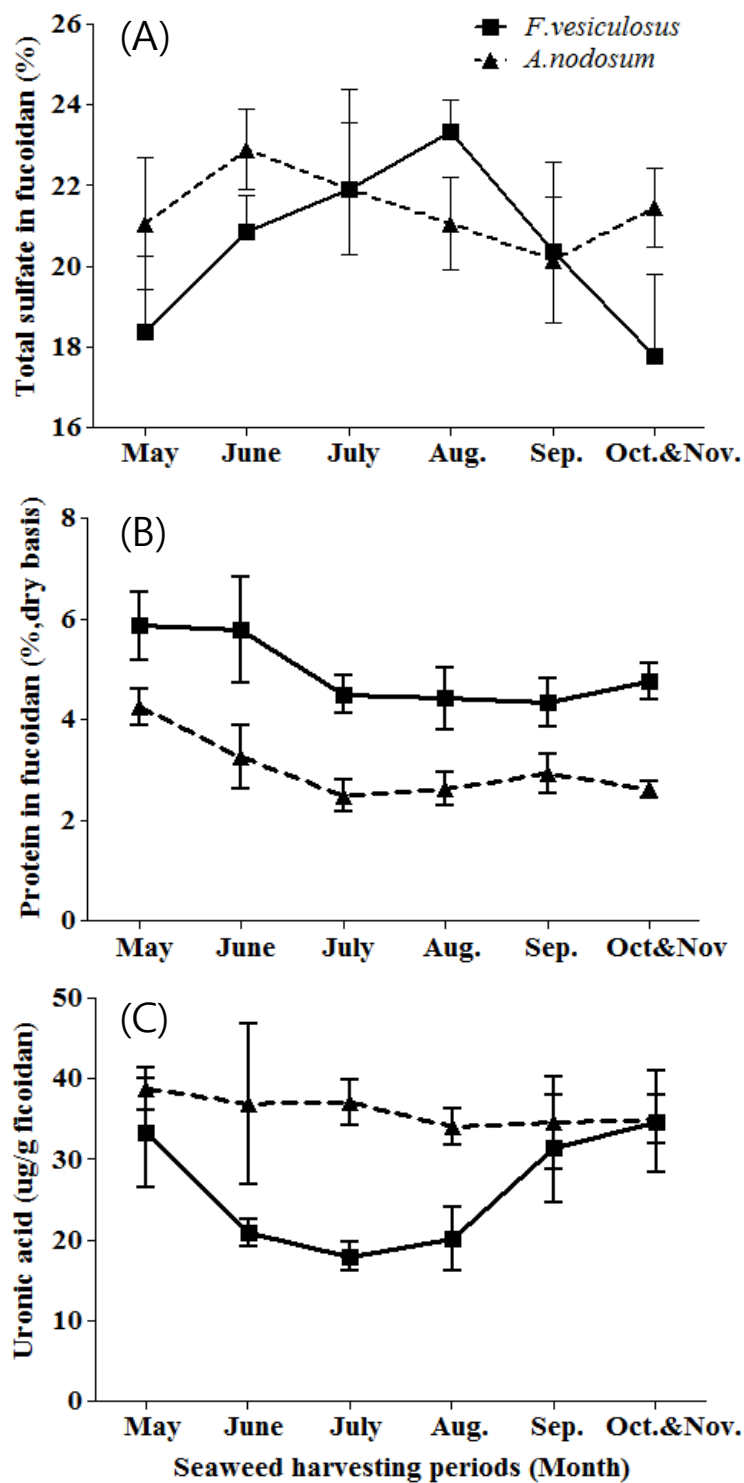 (A)
F.vesiculosus
A.nodosum
Total sulfate in fucoidan (%)
26
24
22
20
18
16
May June July Aug. Sep. Oct.&Nov.
(B)
Protein in fucoidan (%,dry basis)
8
6
4
2
0
May June July Aug. Sep. Oct&Nov
(C)
Uronic acid (ug/g ficoidan)
50
40
30
20
10
0
May June July Aug. Sep. Oct.&Nov.
Seaweed harvesting periods (Month)